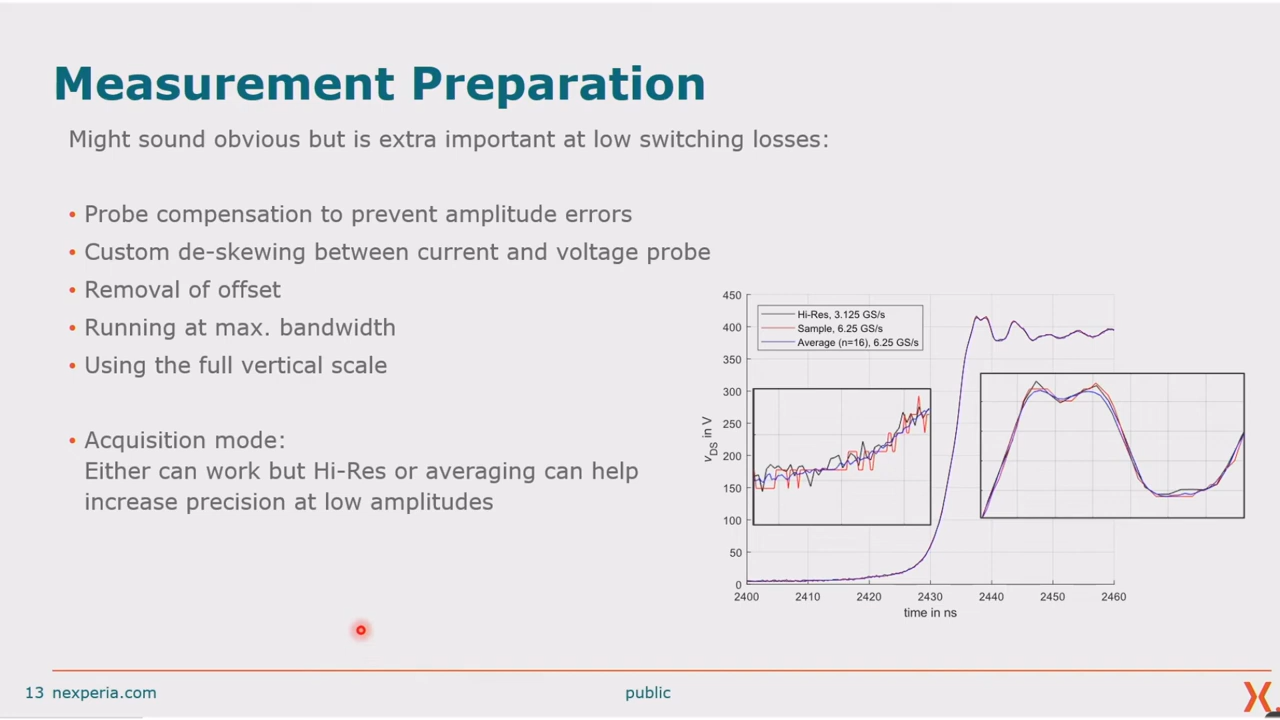 Measurement Preparation
Might sound obvious but is extra important at low switching losses:
• Probe compensation to prevent amplitude errors
• Custom de-skewing between current and voltage probe
• Removal of offset
• Running at max. bandwidth
• Using the full vertical scale
• Acquisition mode:
Either can work but Hi-Res or averaging can help
increase precision at low amplitudes
450
400
350
300
250
200
150
100
50
0
vDS in V
Hi-Res, 3.125 GS/s
Sample, 6.25 GS/s
Average (n=16), 6.25 GS/s
2400 2410 2420 2430 2440 2450 2460
time in ns
13 nexperia.com
public